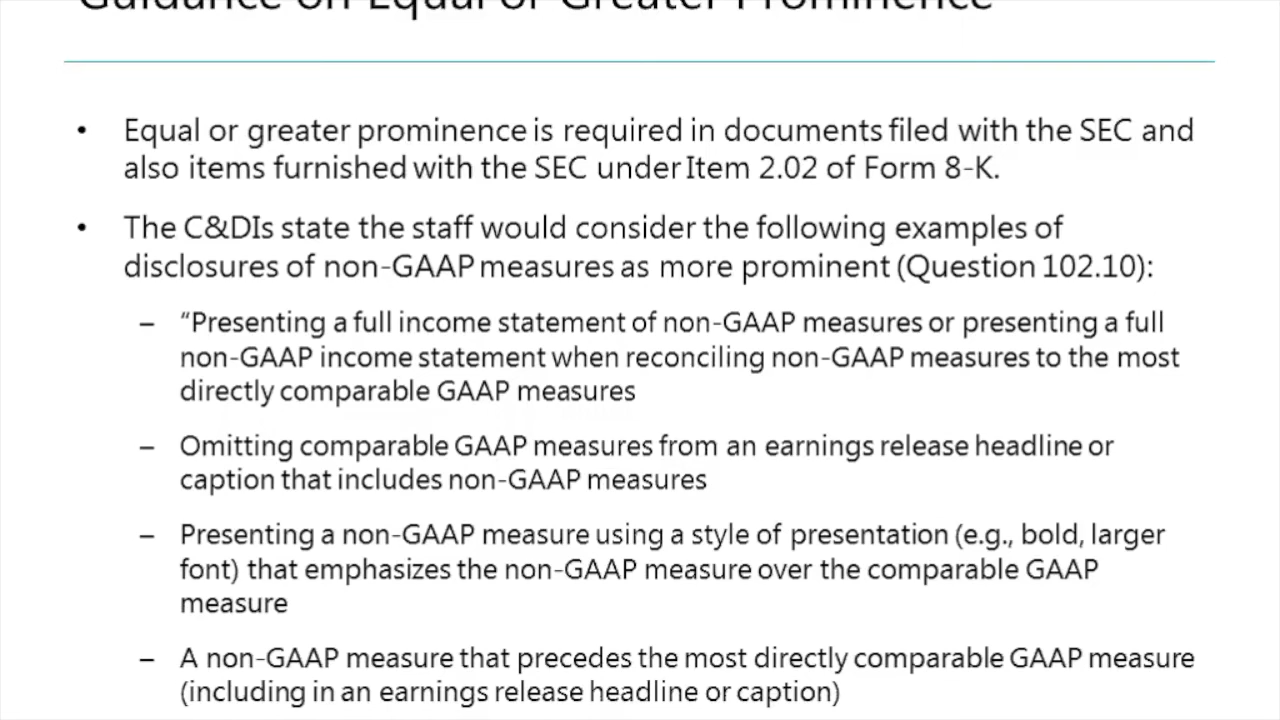 Guidance on Equal or Greater Prominence
• Equal or greater prominence is required in documents filed with the SEC and
also items furnished with the SEC under Item 2.02 of Form 8-K.
• The C&DIs state the staff would consider the following examples of
disclosures of non-GAAP measures as more prominent (Question 102.10):
– “Presenting a full income statement of non-GAAP measures or presenting a full
non-GAAP income statement when reconciling non-GAAP measures to the most
directly comparable GAAP measures
– Omitting comparable GAAP measures from an earnings release headline or
caption that includes non-GAAP measures
– Presenting a non-GAAP measure using a style of presentation (e.g., bold, larger
font) that emphasizes the non-GAAP measure over the comparable GAAP
measure
– A non-GAAP measure that precedes the most directly comparable GAAP measure
(including in an earnings release headline or caption)